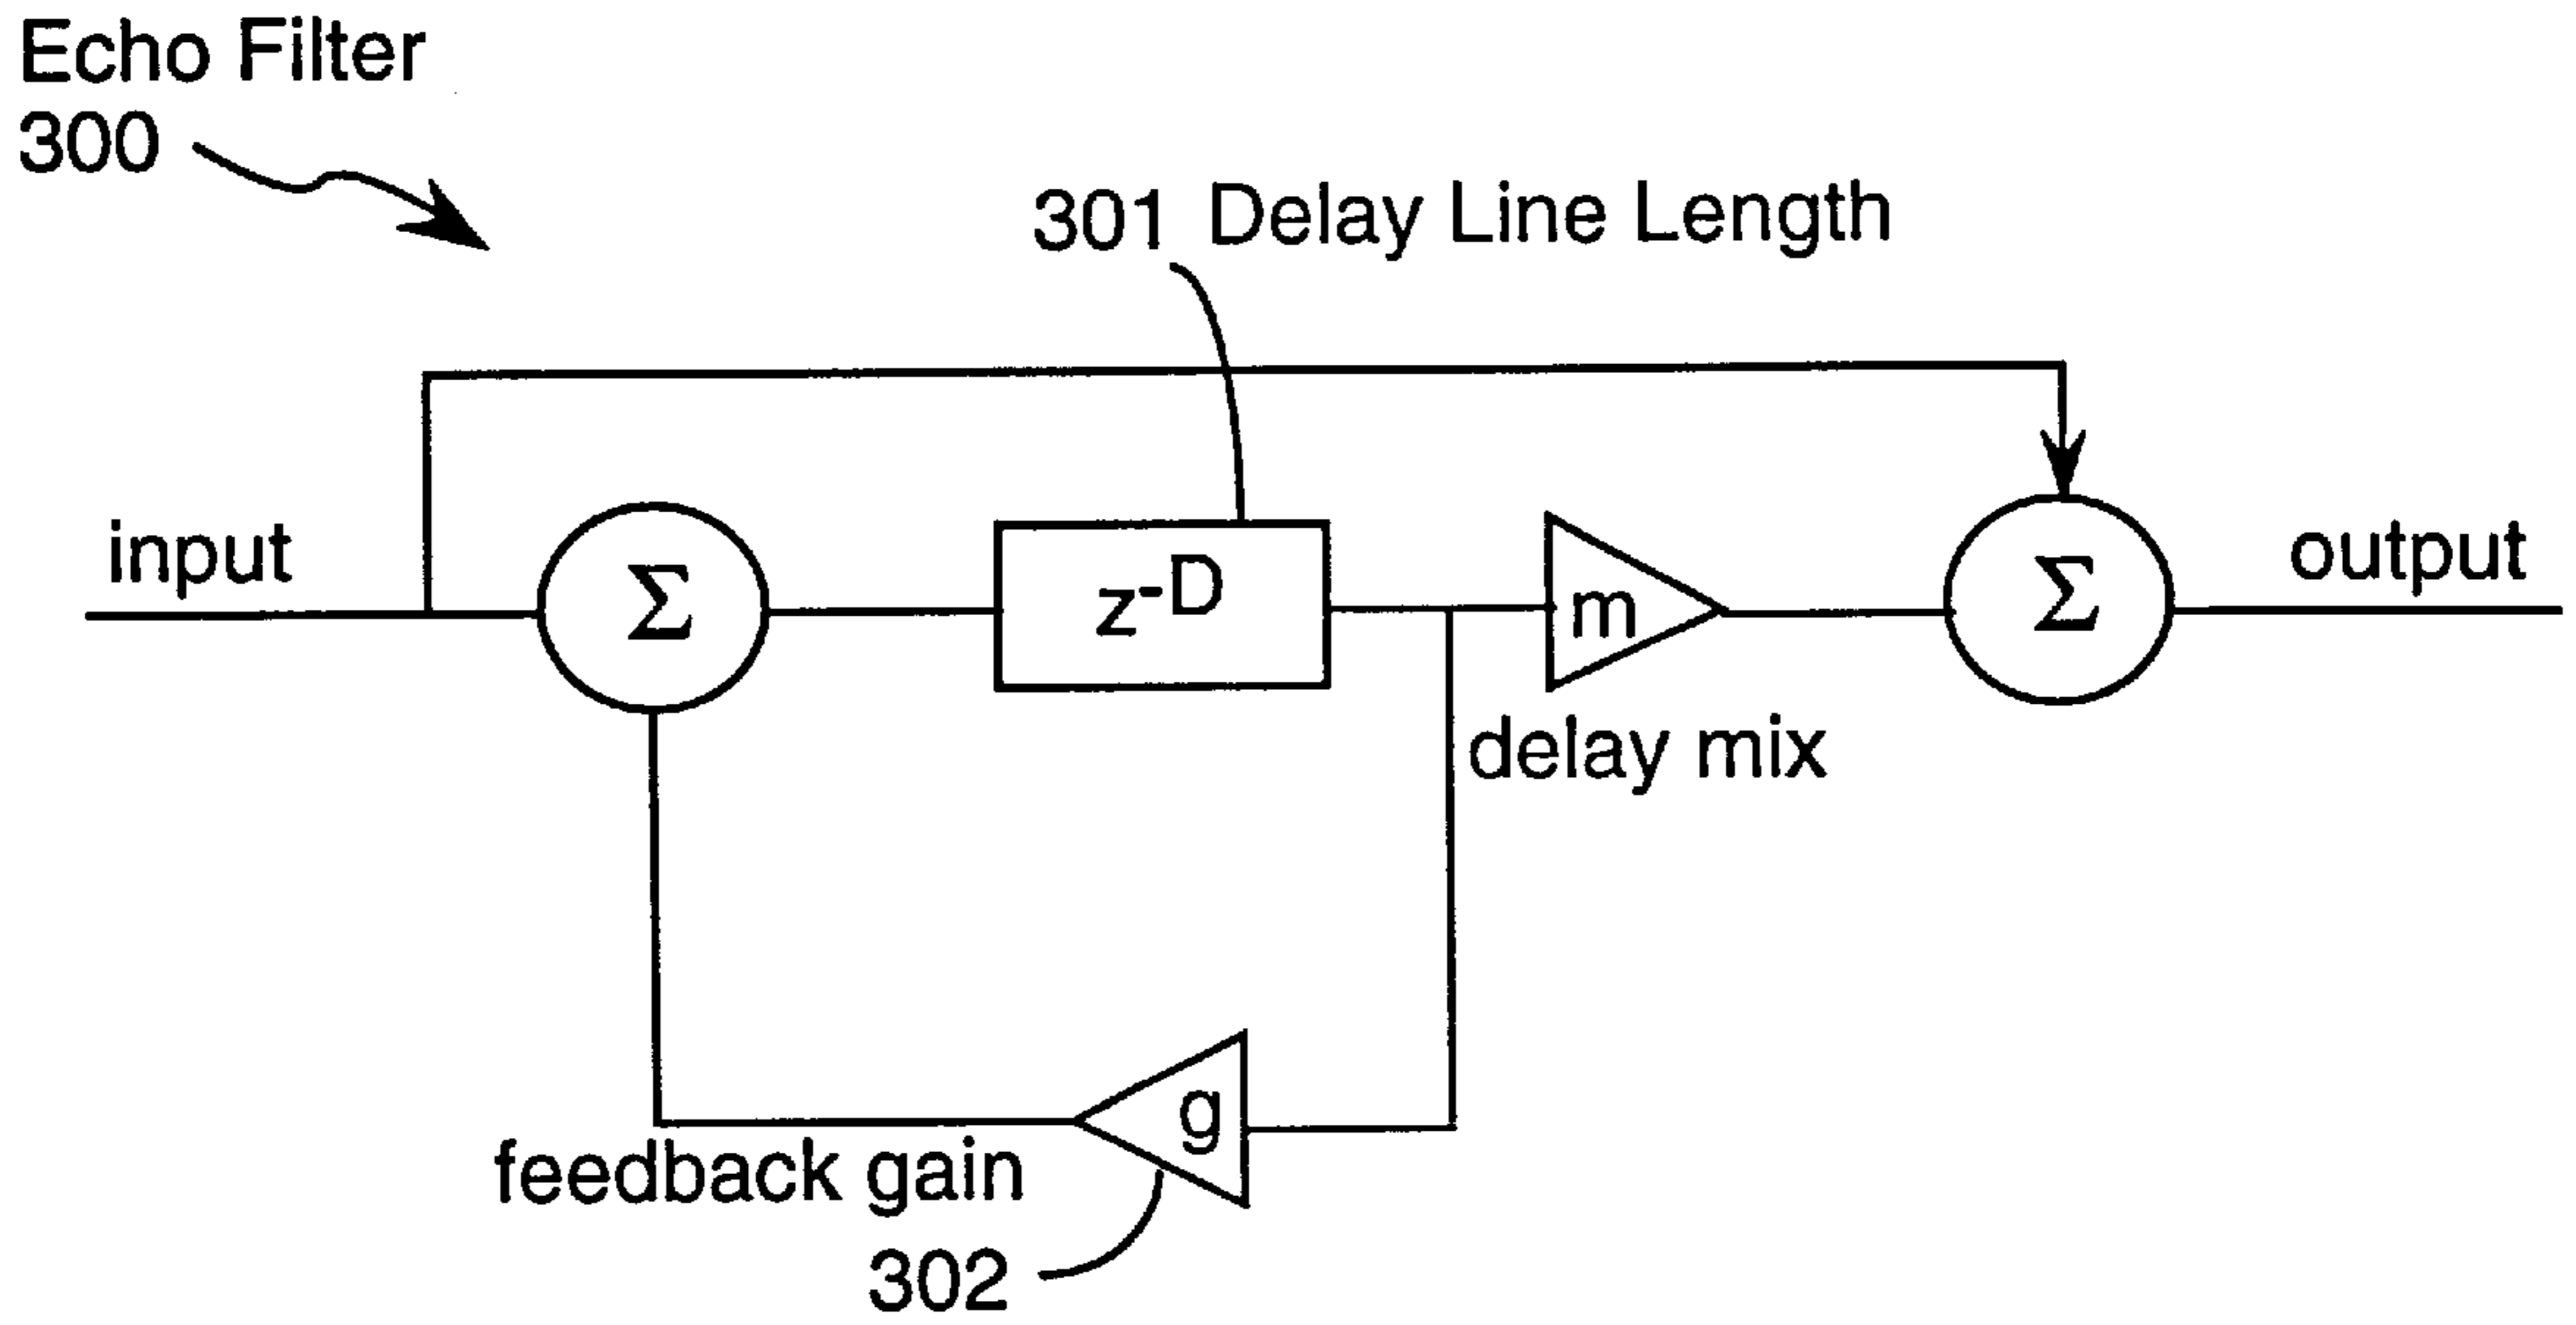 Echo Filter
300
301 Delay Line Length
input
Σ
z-D
m
Σ
output
delay mix
g
feedback gain
302